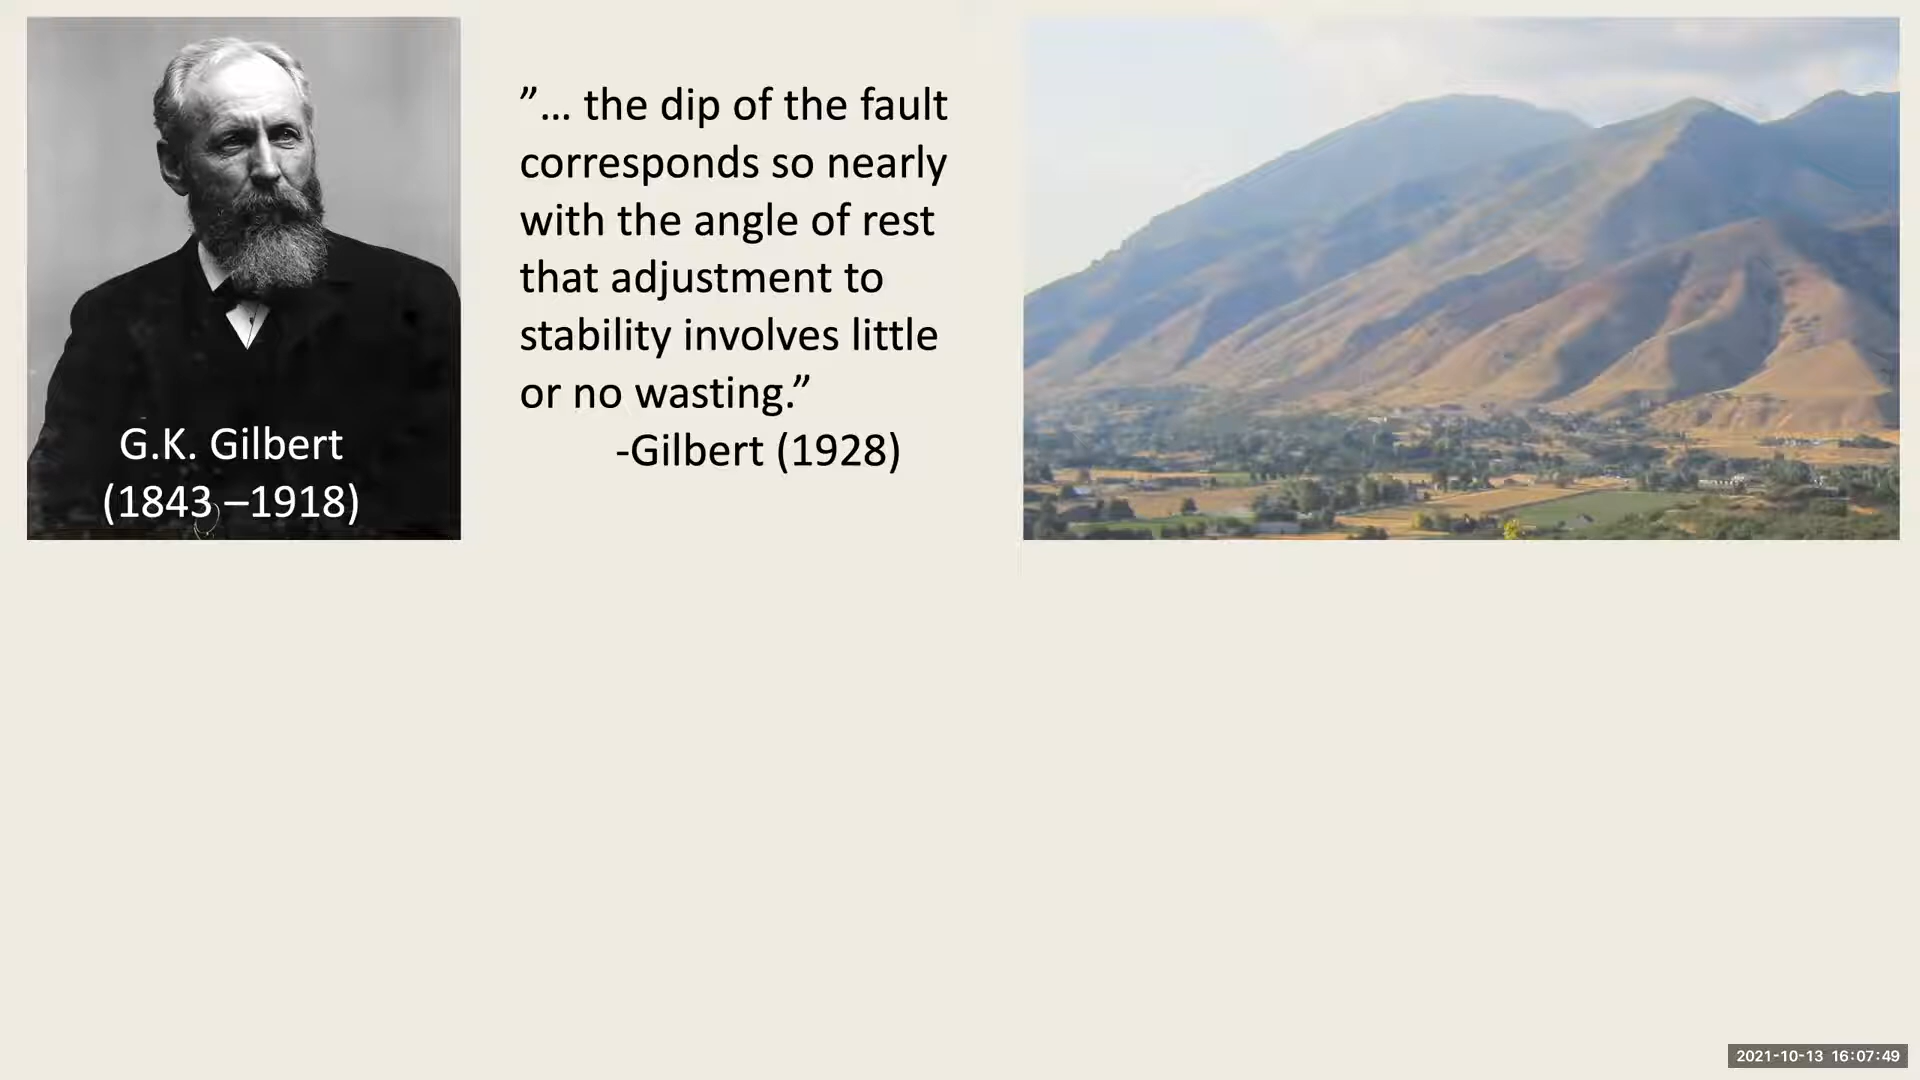 G.K. Gilbert
(1843 –1918)
”... the dip of the fault
corresponds so nearly
with the angle of rest
that adjustment to
stability involves little
or no wasting.”
-Gilbert (1928)
2021-10-13 16:07:49